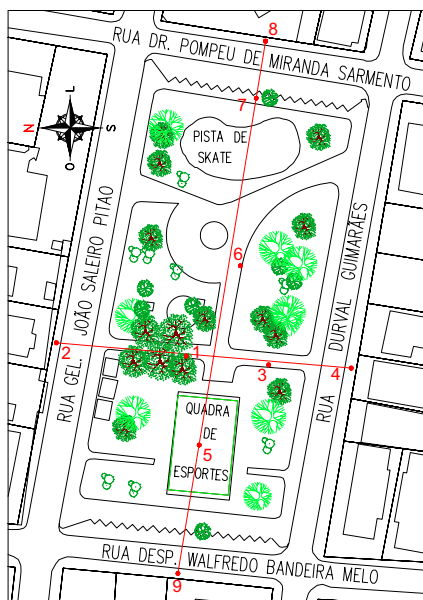 8
RUA DR. POMPEU DE MIRANDA SARMENTO
7
L
N
S
O
PISTA DE
SKATE
6
RUA GEL. JOÃO SALEIRO PITAO
RUA DURVAL GUIMARÃES
2
1
3
4
QUADRA
DE
5
ESPORTES
RUA DESP. WALFREDO BANDEIRA MELO
9